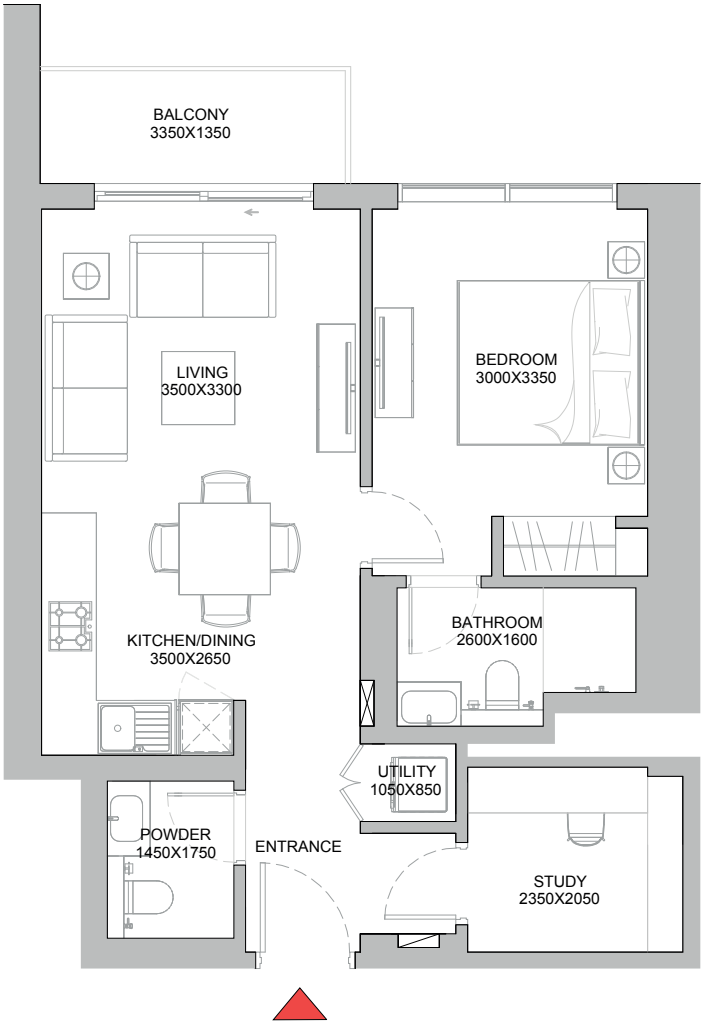 BALCONY
3350X1350
LIVING
3500X3300
BEDROOM
3000X3350
KITCHEN/DINING
3500X2650
BATHROOM
2600X1600
UTILITY
1050X850
POWDER
1450X1750
ENTRANCE
STUDY
2350X2050